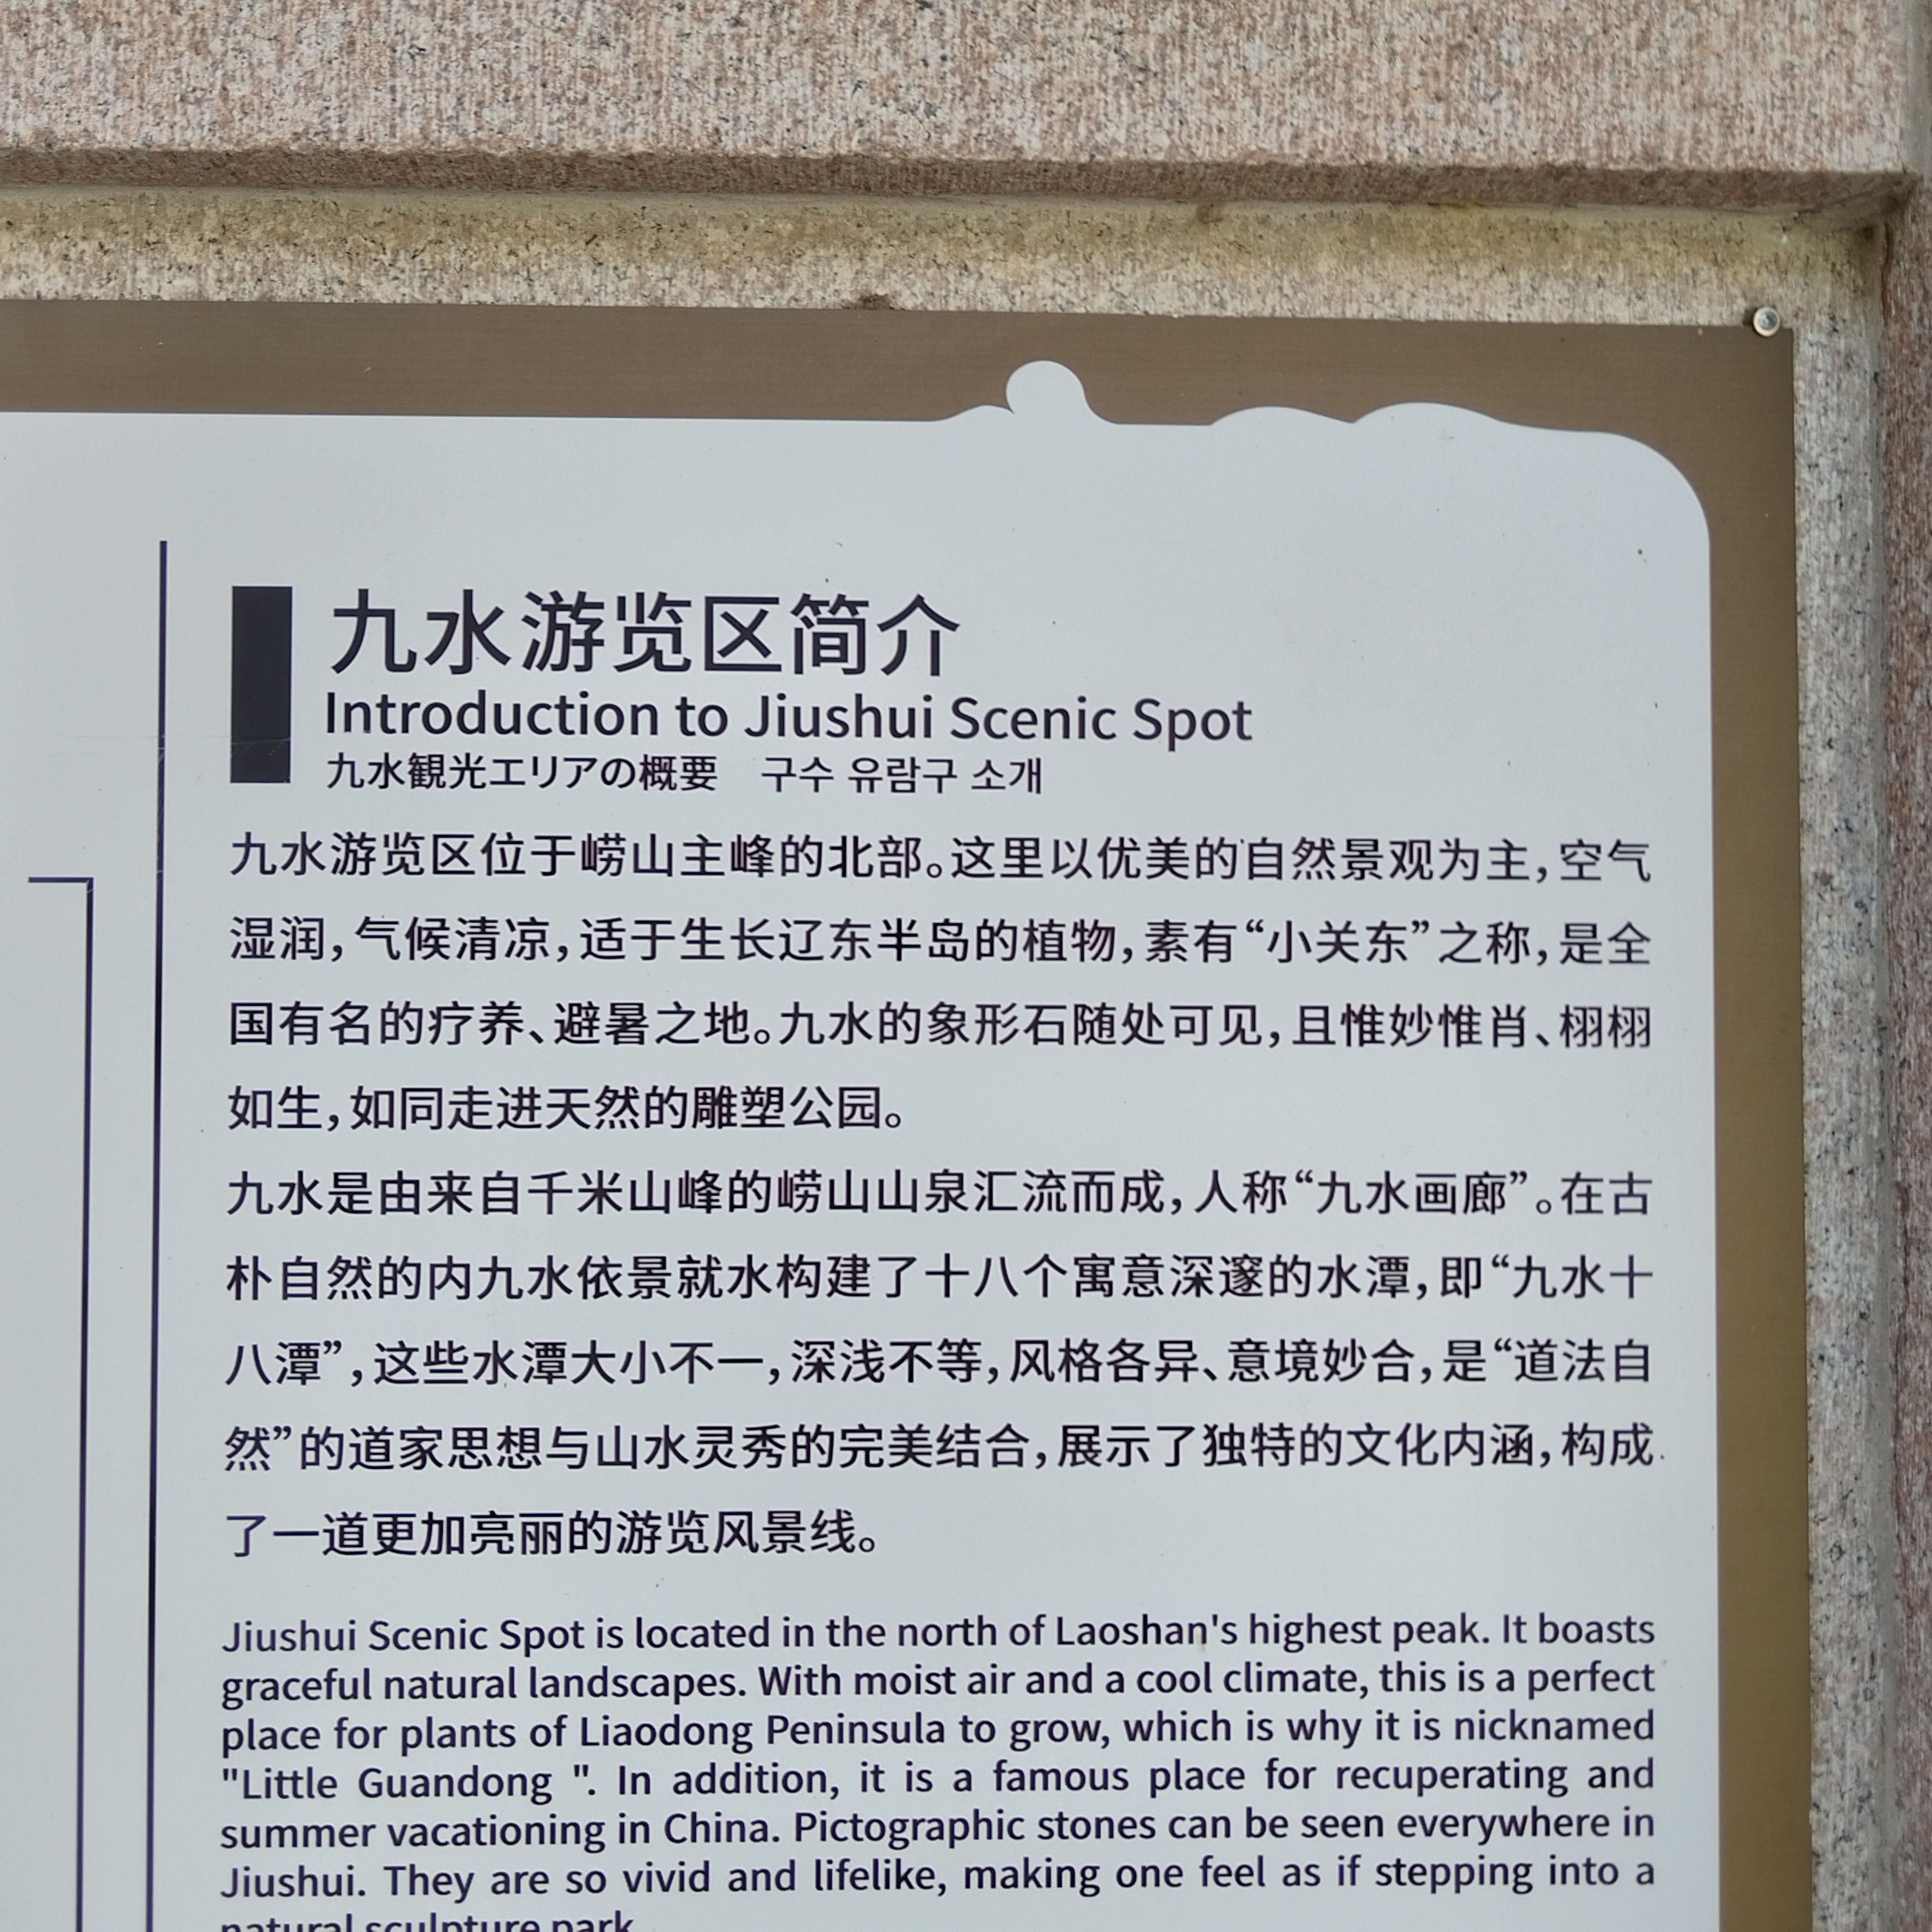 九水游览区简介
Introduction to Jiushui Scenic Spot
九水観光エリアの概要 구수 유람구 소개
九水游览区位于崂山主峰的北部。这里以优美的自然景观为主，空气
湿润，气候清凉，适于生长辽东半岛的植物，素有“小关东”之称，是全
国有名的疗养、避暑之地。九水的象形石随处可见，且惟妙惟肖、栩栩
如生，如同走进天然的雕塑公园。
九水是由来自千米山峰的崂山山泉汇流而成，人称“九水画廊”。在古
朴自然的内九水依景就水构建了十八个寓意深邃的水潭，即“九水十
八潭”，这些水潭大小不一，深浅不等，风格各异、意境妙合，是“道法自
然”的道家思想与山水灵秀的完美结合，展示了独特的文化内涵，构成
了一道更加亮丽的游览风景线。
Jiushui Scenic Spot is located in the north of Laoshan's highest peak. It boasts
graceful natural landscapes. With moist air and a cool climate, this is a perfect
place for plants of Liaodong Peninsula to grow, which is why it is nicknamed
"Little Guandong ". In addition, it is a famous place for recuperating and
summer vacationing in China. Pictographic stones can be seen everywhere in
Jiushui. They are so vivid and lifelike, making one feel as if stepping into a
natural sculpture park.